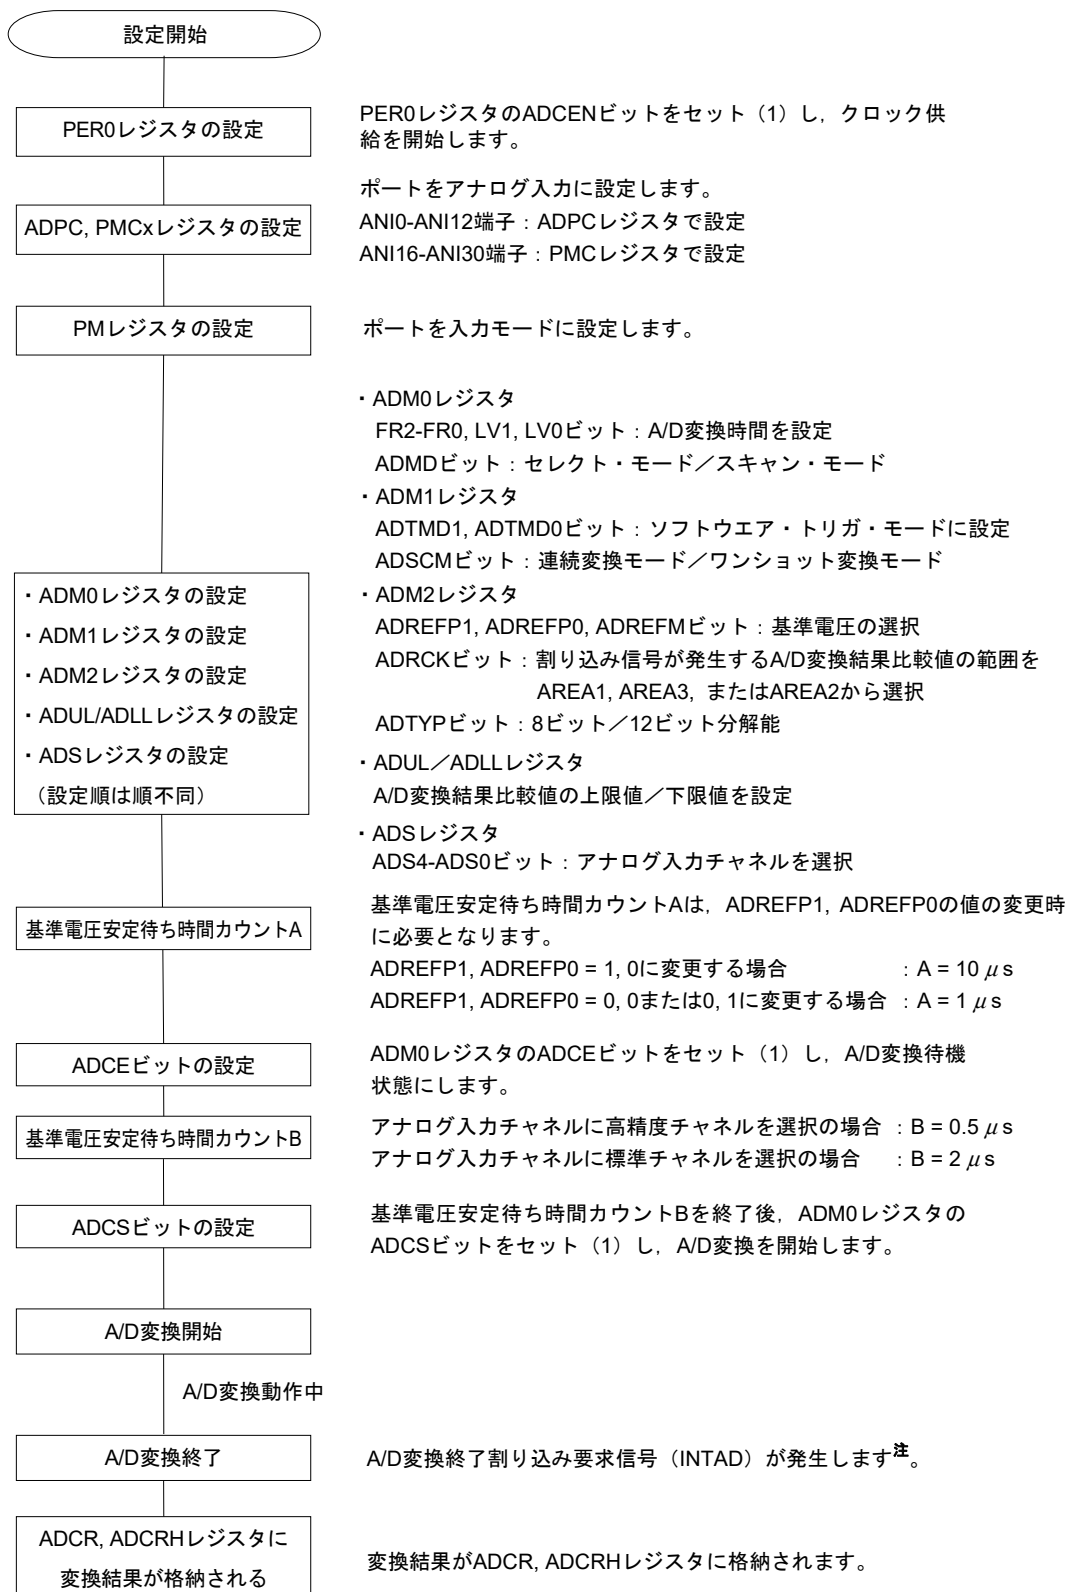 設定開始
PER0レジスタの設定
PER0レジスタのADCENビットをセット（1）し，クロック供
給を開始します。
ADPC, PMCxレジスタの設定
ポートをアナログ入力に設定します。
ANI0-ANI12端子：ADPCレジスタで設定
ANI16-ANI30端子：PMCレジスタで設定
PMレジスタの設定
ポートを入力モードに設定します。
・ADM0レジスタの設定
・ADM1レジスタの設定
・ADM2レジスタの設定
・ADUL/ADLLレジスタの設定
・ADSレジスタの設定
（設定順は順不同）
・ADM0レジスタ
FR2-FR0, LV1, LV0ビット：A/D変換時間を設定
ADMDビット：セレクト・モード／スキャン・モード
・ADM1レジスタ
ADTMD1, ADTMD0ビット：ソフトウエア・トリガ・モードに設定
ADSCMビット：連続変換モード／ワンショット変換モード
・ADM2レジスタ
ADREFP1, ADREFP0, ADREFMビット：基準電圧の選択
ADRCKビット：割り込み信号が発生するA/D変換結果比較値の範囲を
AREA1, AREA3, またはAREA2から選択
ADTYPビット：8ビット／12ビット分解能
・ADUL／ADLLレジスタ
A/D変換結果比較値の上限値／下限値を設定
・ADSレジスタ
ADS4-ADS0ビット：アナログ入力チャネルを選択
基準電圧安定待ち時間カウントA
基準電圧安定待ち時間カウントAは，ADREFP1, ADREFP0の値の変更時
に必要となります。
ADREFP1, ADREFP0 = 1, 0に変更する場合 ：A = 10 μs
ADREFP1, ADREFP0 = 0, 0または0, 1に変更する場合 ：A = 1 μs
ADCEビットの設定
ADM0レジスタのADCEビットをセット（1）し，A/D変換待機
状態にします。
基準電圧安定待ち時間カウントB
アナログ入力チャネルに高精度チャネルを選択の場合 ：B = 0.5 μs
アナログ入力チャネルに標準チャネルを選択の場合 ：B = 2 μs
ADCSビットの設定
基準電圧安定待ち時間カウントBを終了後，ADM0レジスタの
ADCSビットをセット（1）し，A/D変換を開始します。
A/D変換開始
A/D変換動作中
A/D変換終了
A/D変換終了割り込み要求信号（INTAD）が発生します注。
ADCR, ADCRHレジスタに
変換結果が格納される
変換結果がADCR, ADCRHレジスタに格納されます。